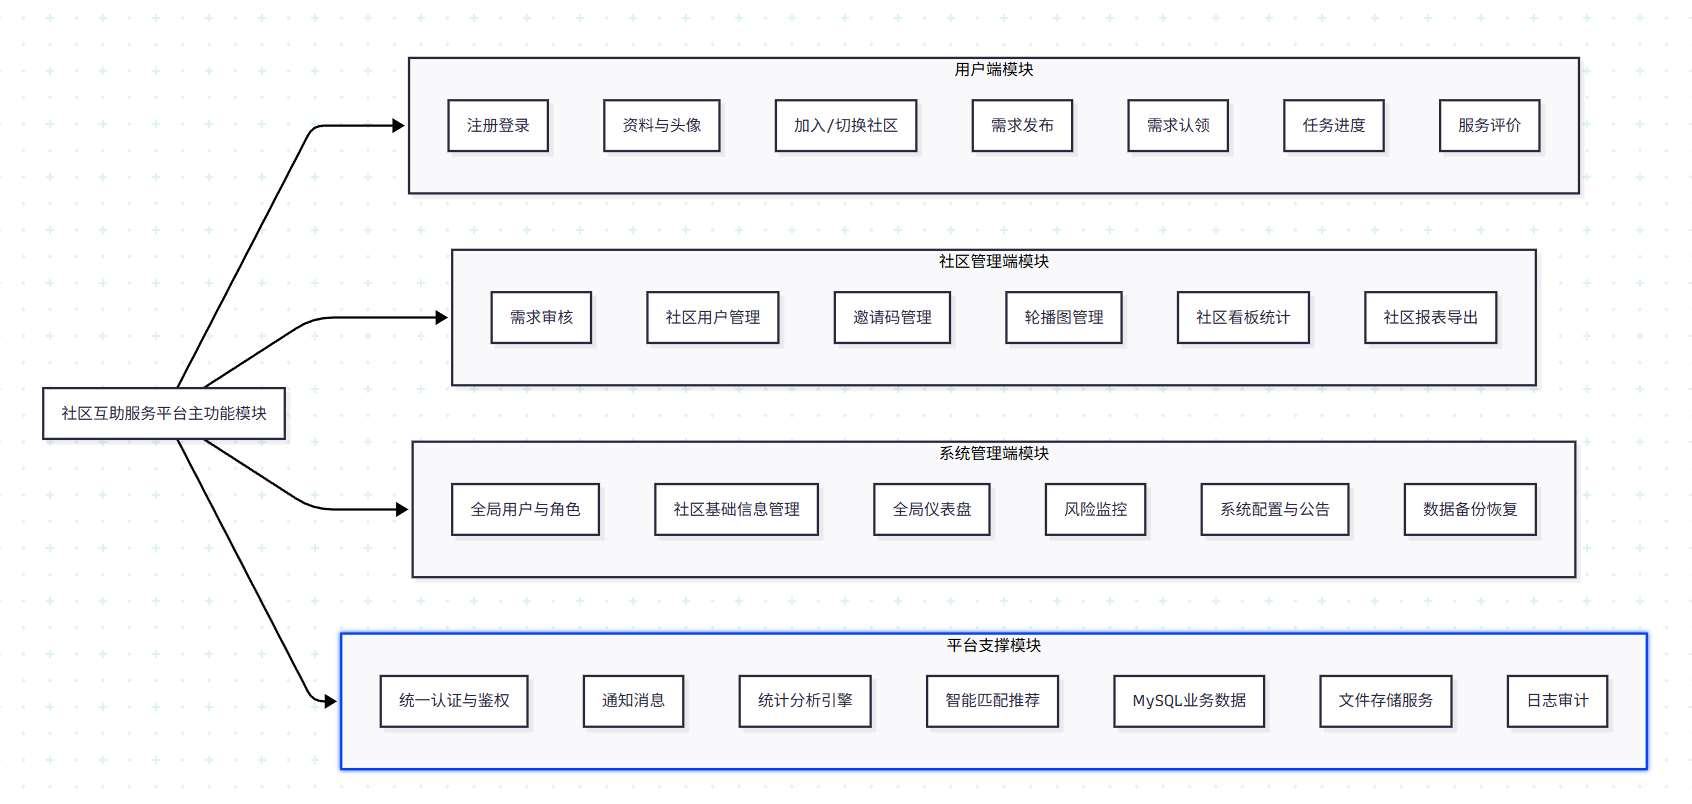 用户端模块
注册登录
资料与头像
加入/切换社区
需求发布
需求认领
任务进度
服务评价
社区管理端模块
需求审核
社区用户管理
邀请码管理
轮播图管理
社区看板统计
社区报表导出
社区互助服务平台主功能模块
系统管理端模块
全局用户与角色
社区基础信息管理
全局仪表盘
风险监控
系统配置与公告
数据备份恢复
平台支撑模块
统一认证与鉴权
通知消息
统计分析引擎
智能匹配推荐
MySQL业务数据
文件存储服务
日志审计